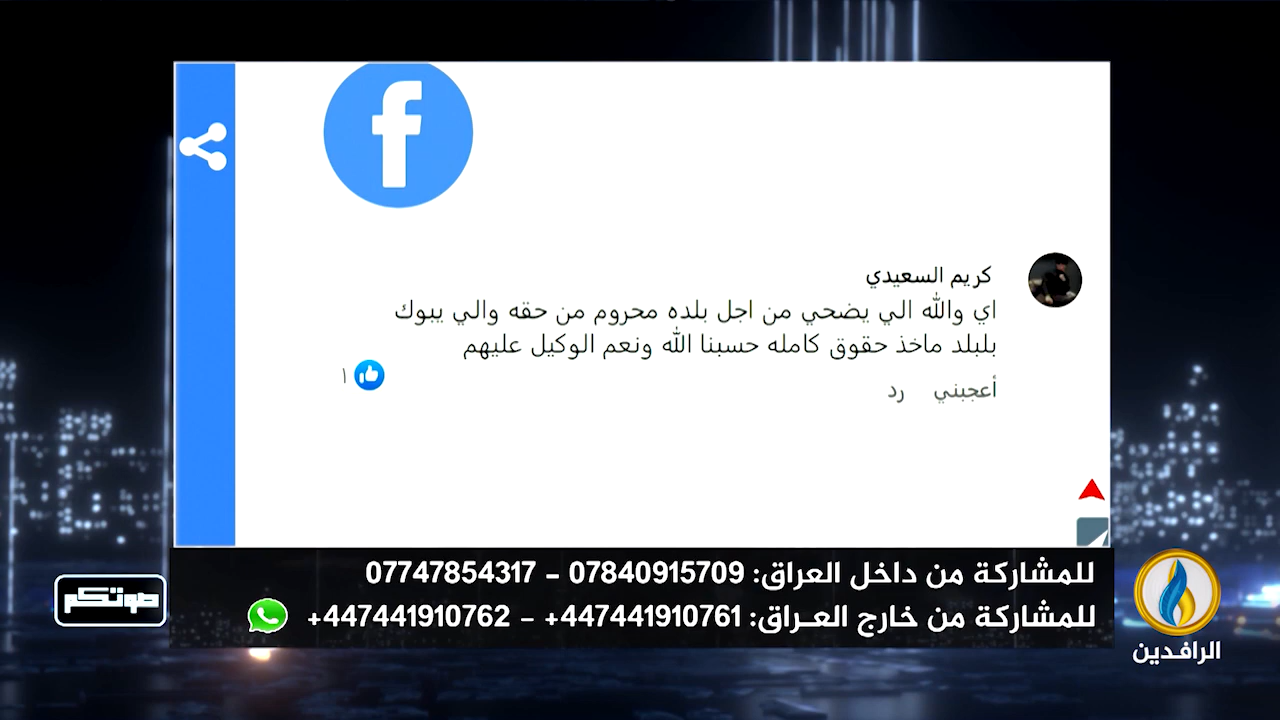 f
كريم السعيدي
اي والله الي يضحي من اجل بلده محروم من حقه والي يبوك
بلبلد ماخذ حقوق كامله حسبنا الله ونعم الوكيل عليهم
أعجبني رد
١
للمشاركة من داخل العراق: 07840915709 - 07747854317
للمشاركة من خارج العـراق: 447441910761+ - 447441910762+
صوتكم
الرافدين